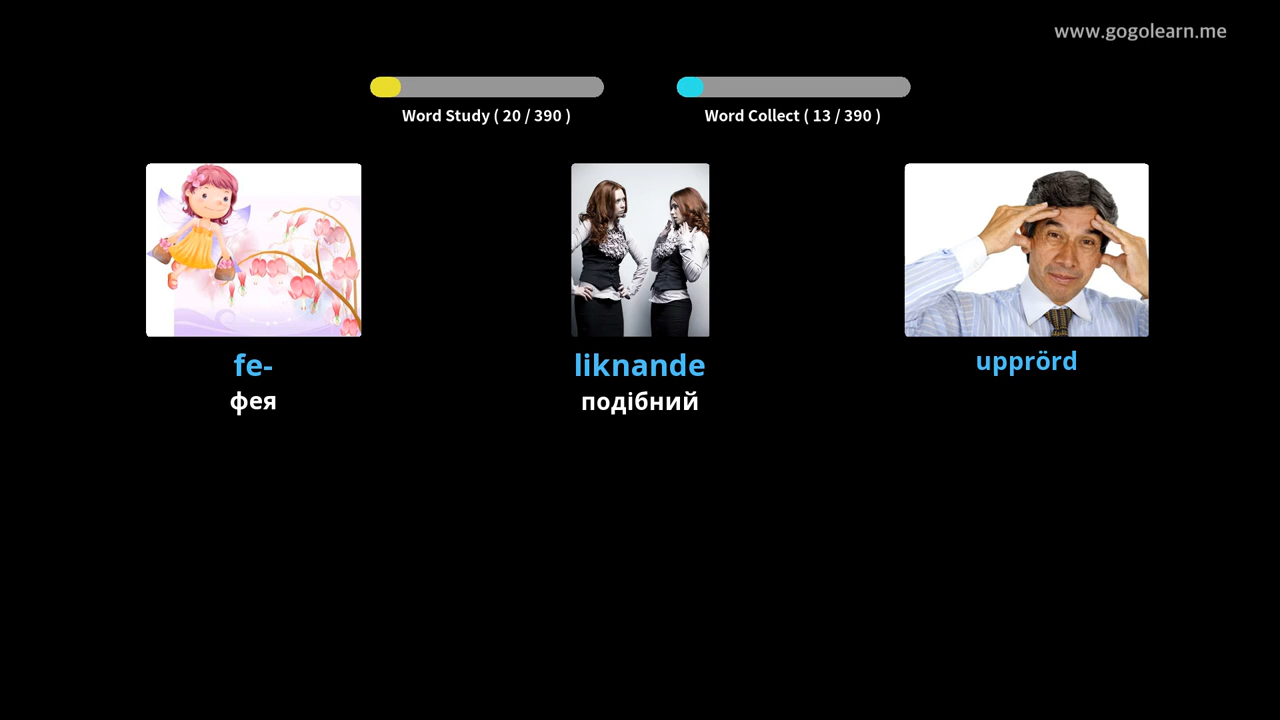 www.gogolearn.me
Word Study ( 20 / 390 )
Word Collect ( 13 / 390 )
fe-
фея
liknande
подібний
upprörd